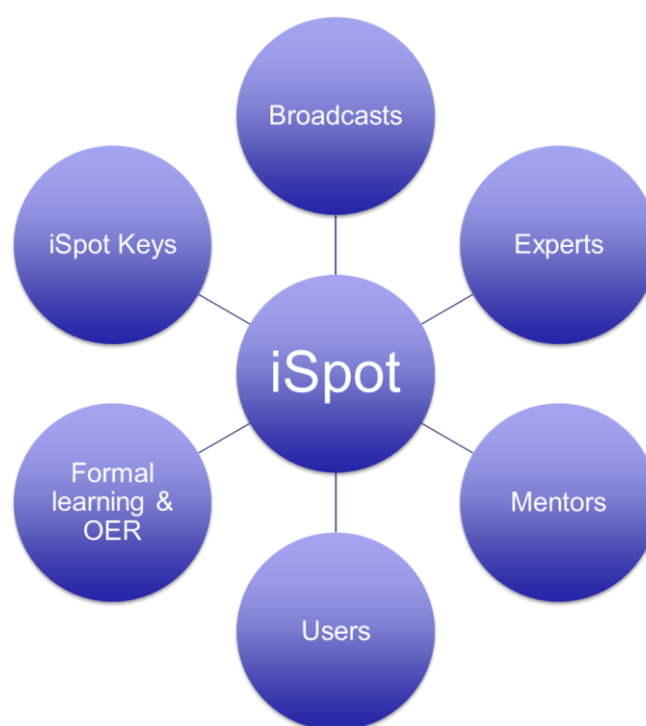 Broadcasts
iSpot Keys
Experts
iSpot
Formal
learning &
OER
Mentors
Users